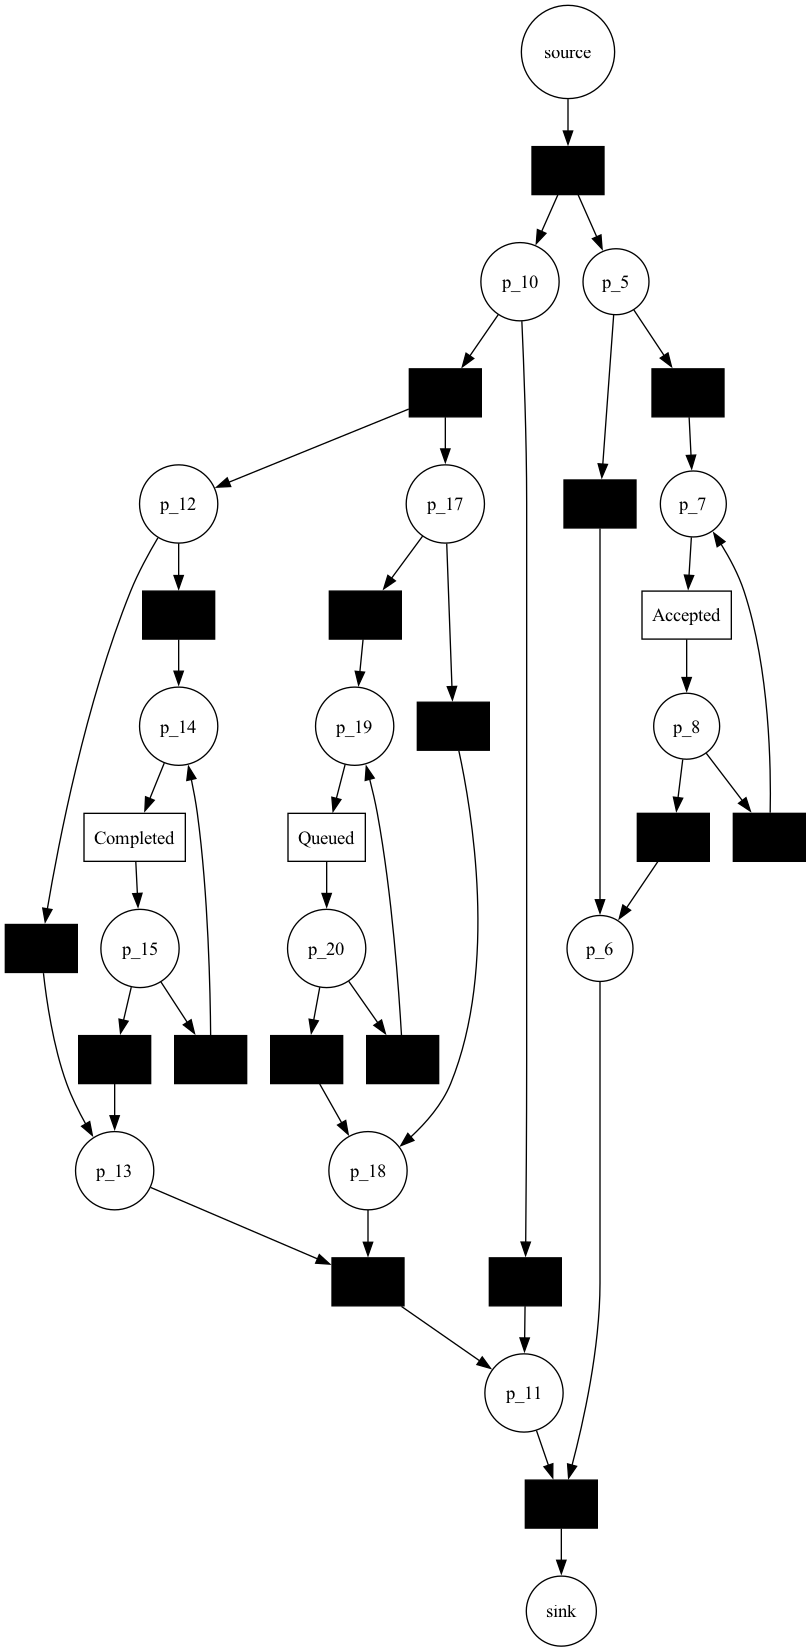 source
p_10
p_5
p_12
p_17
p_7
Accepted
p_14
p_19
p_8
Completed
Queued
p_15
p_20
p_6
p_13
p_18
p_11
sink